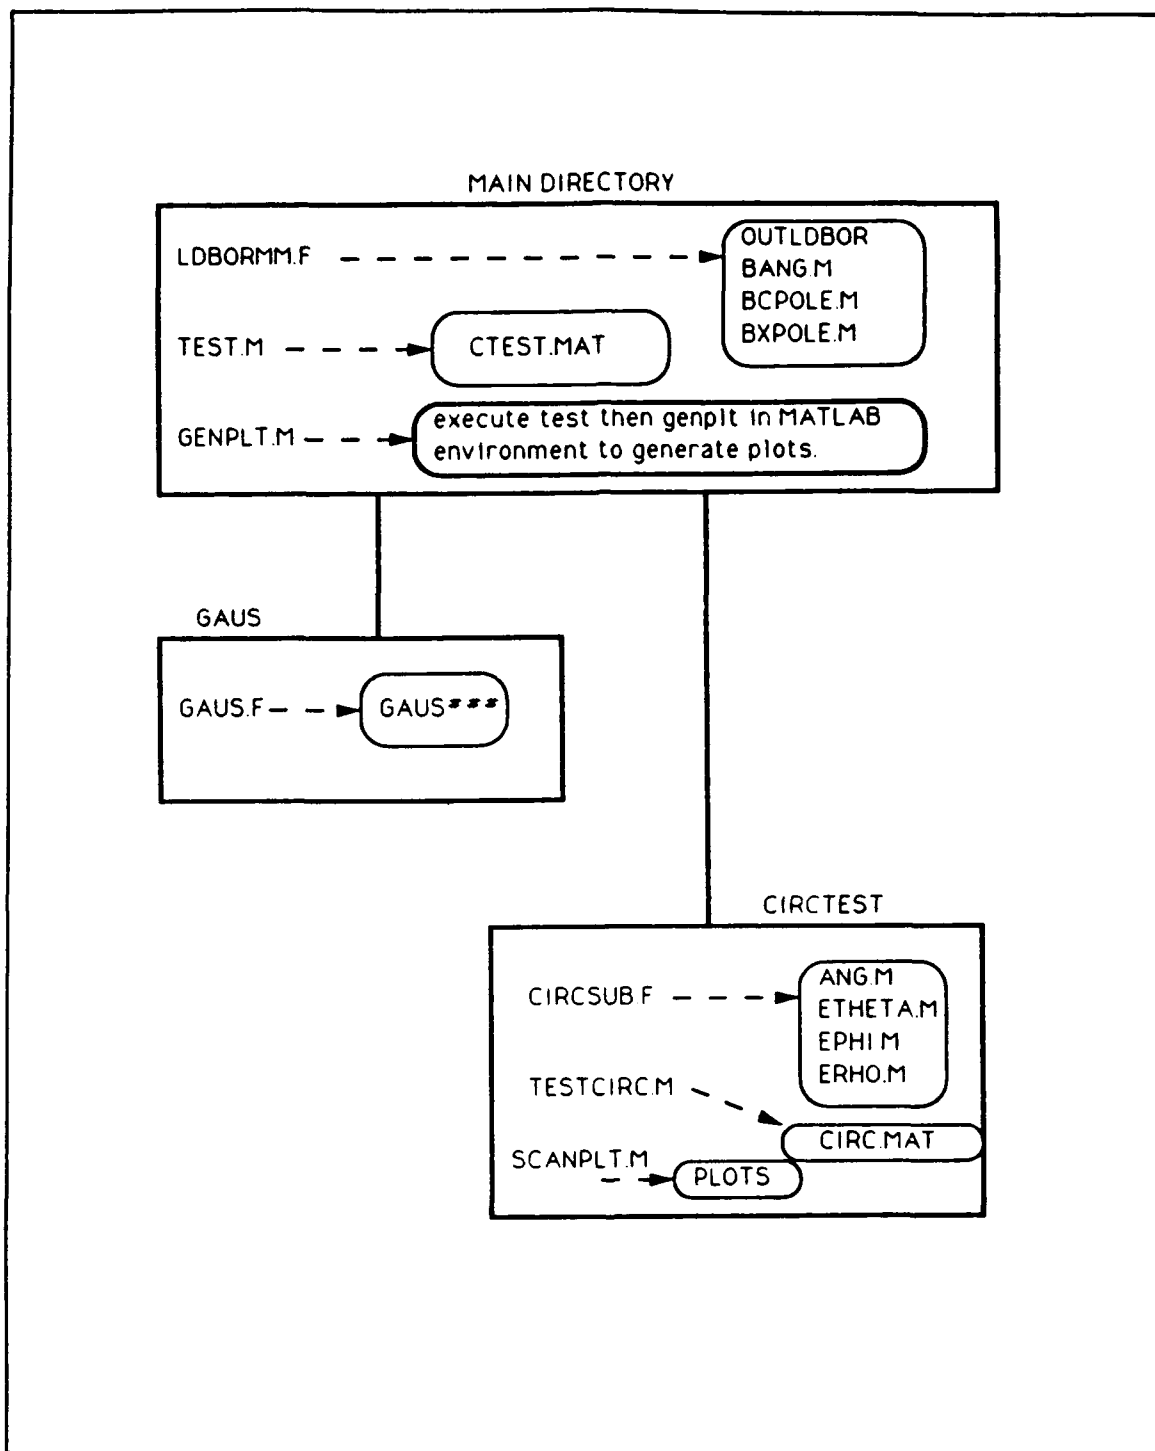 MAIN DIRECTORY
LDBORMM.F
OUTLDBOR
BANG.M
BCPOLE.M
BXPOLE.M
TEST.M
CTEST.MAT
GENPLT.M
execute test then genplt in MATLAB
environment to generate plots.
GAUS
GAUS.F
GAUS***
CIRCTEST
CIRCSUB.F
ANG.M
ETHETA.M
EPHI.M
ERHO.M
TESTCIRC.M
CIRC.MAT
SCANPLT.M
PLOTS